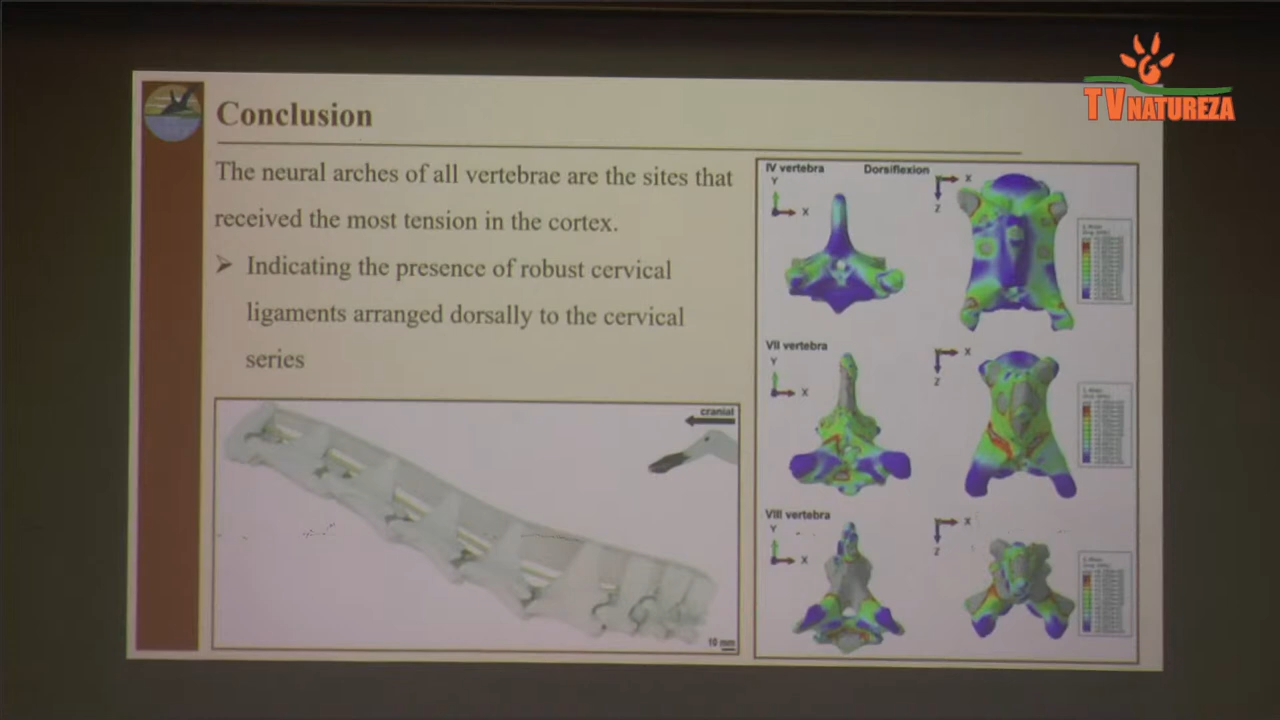 TV NATUREZA
Conclusion
The neural arches of all vertebrae are the sites that
received the most tension in the cortex.
➤ Indicating the presence of robust cervical
ligaments arranged dorsally to the cervical
series
cranial
10 mm
IV vertebra Dorsiflexion
Y
X
X
Z
VII vertebra
Y
X
X
Z
VIII vertebra
Y
X
X
Z